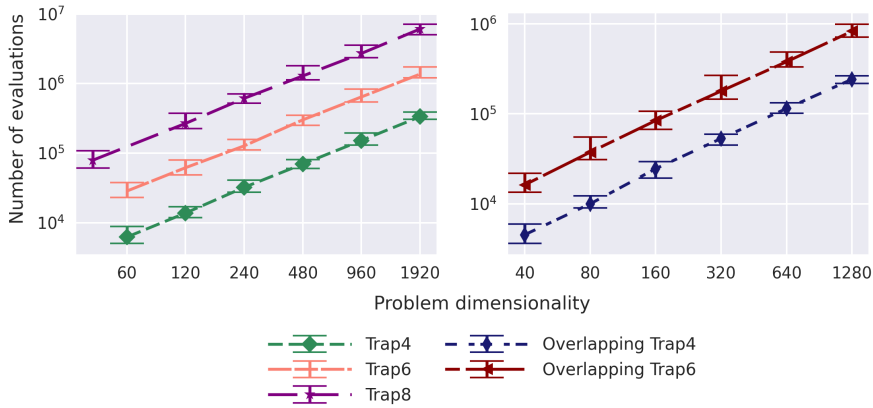 10^7
10^6
10^5
10^4
Number of evaluations
60 120 240 480 960 1920
10^6
10^5
10^4
40 80 160 320 640 1280
Problem dimensionality
Trap4
Trap6
Trap8
Overlapping Trap4
Overlapping Trap6